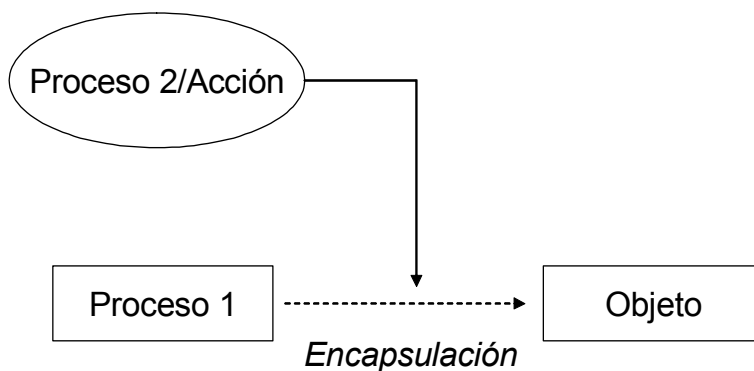 Proceso 2/Acción
Proceso 1
Objeto
Encapsulación